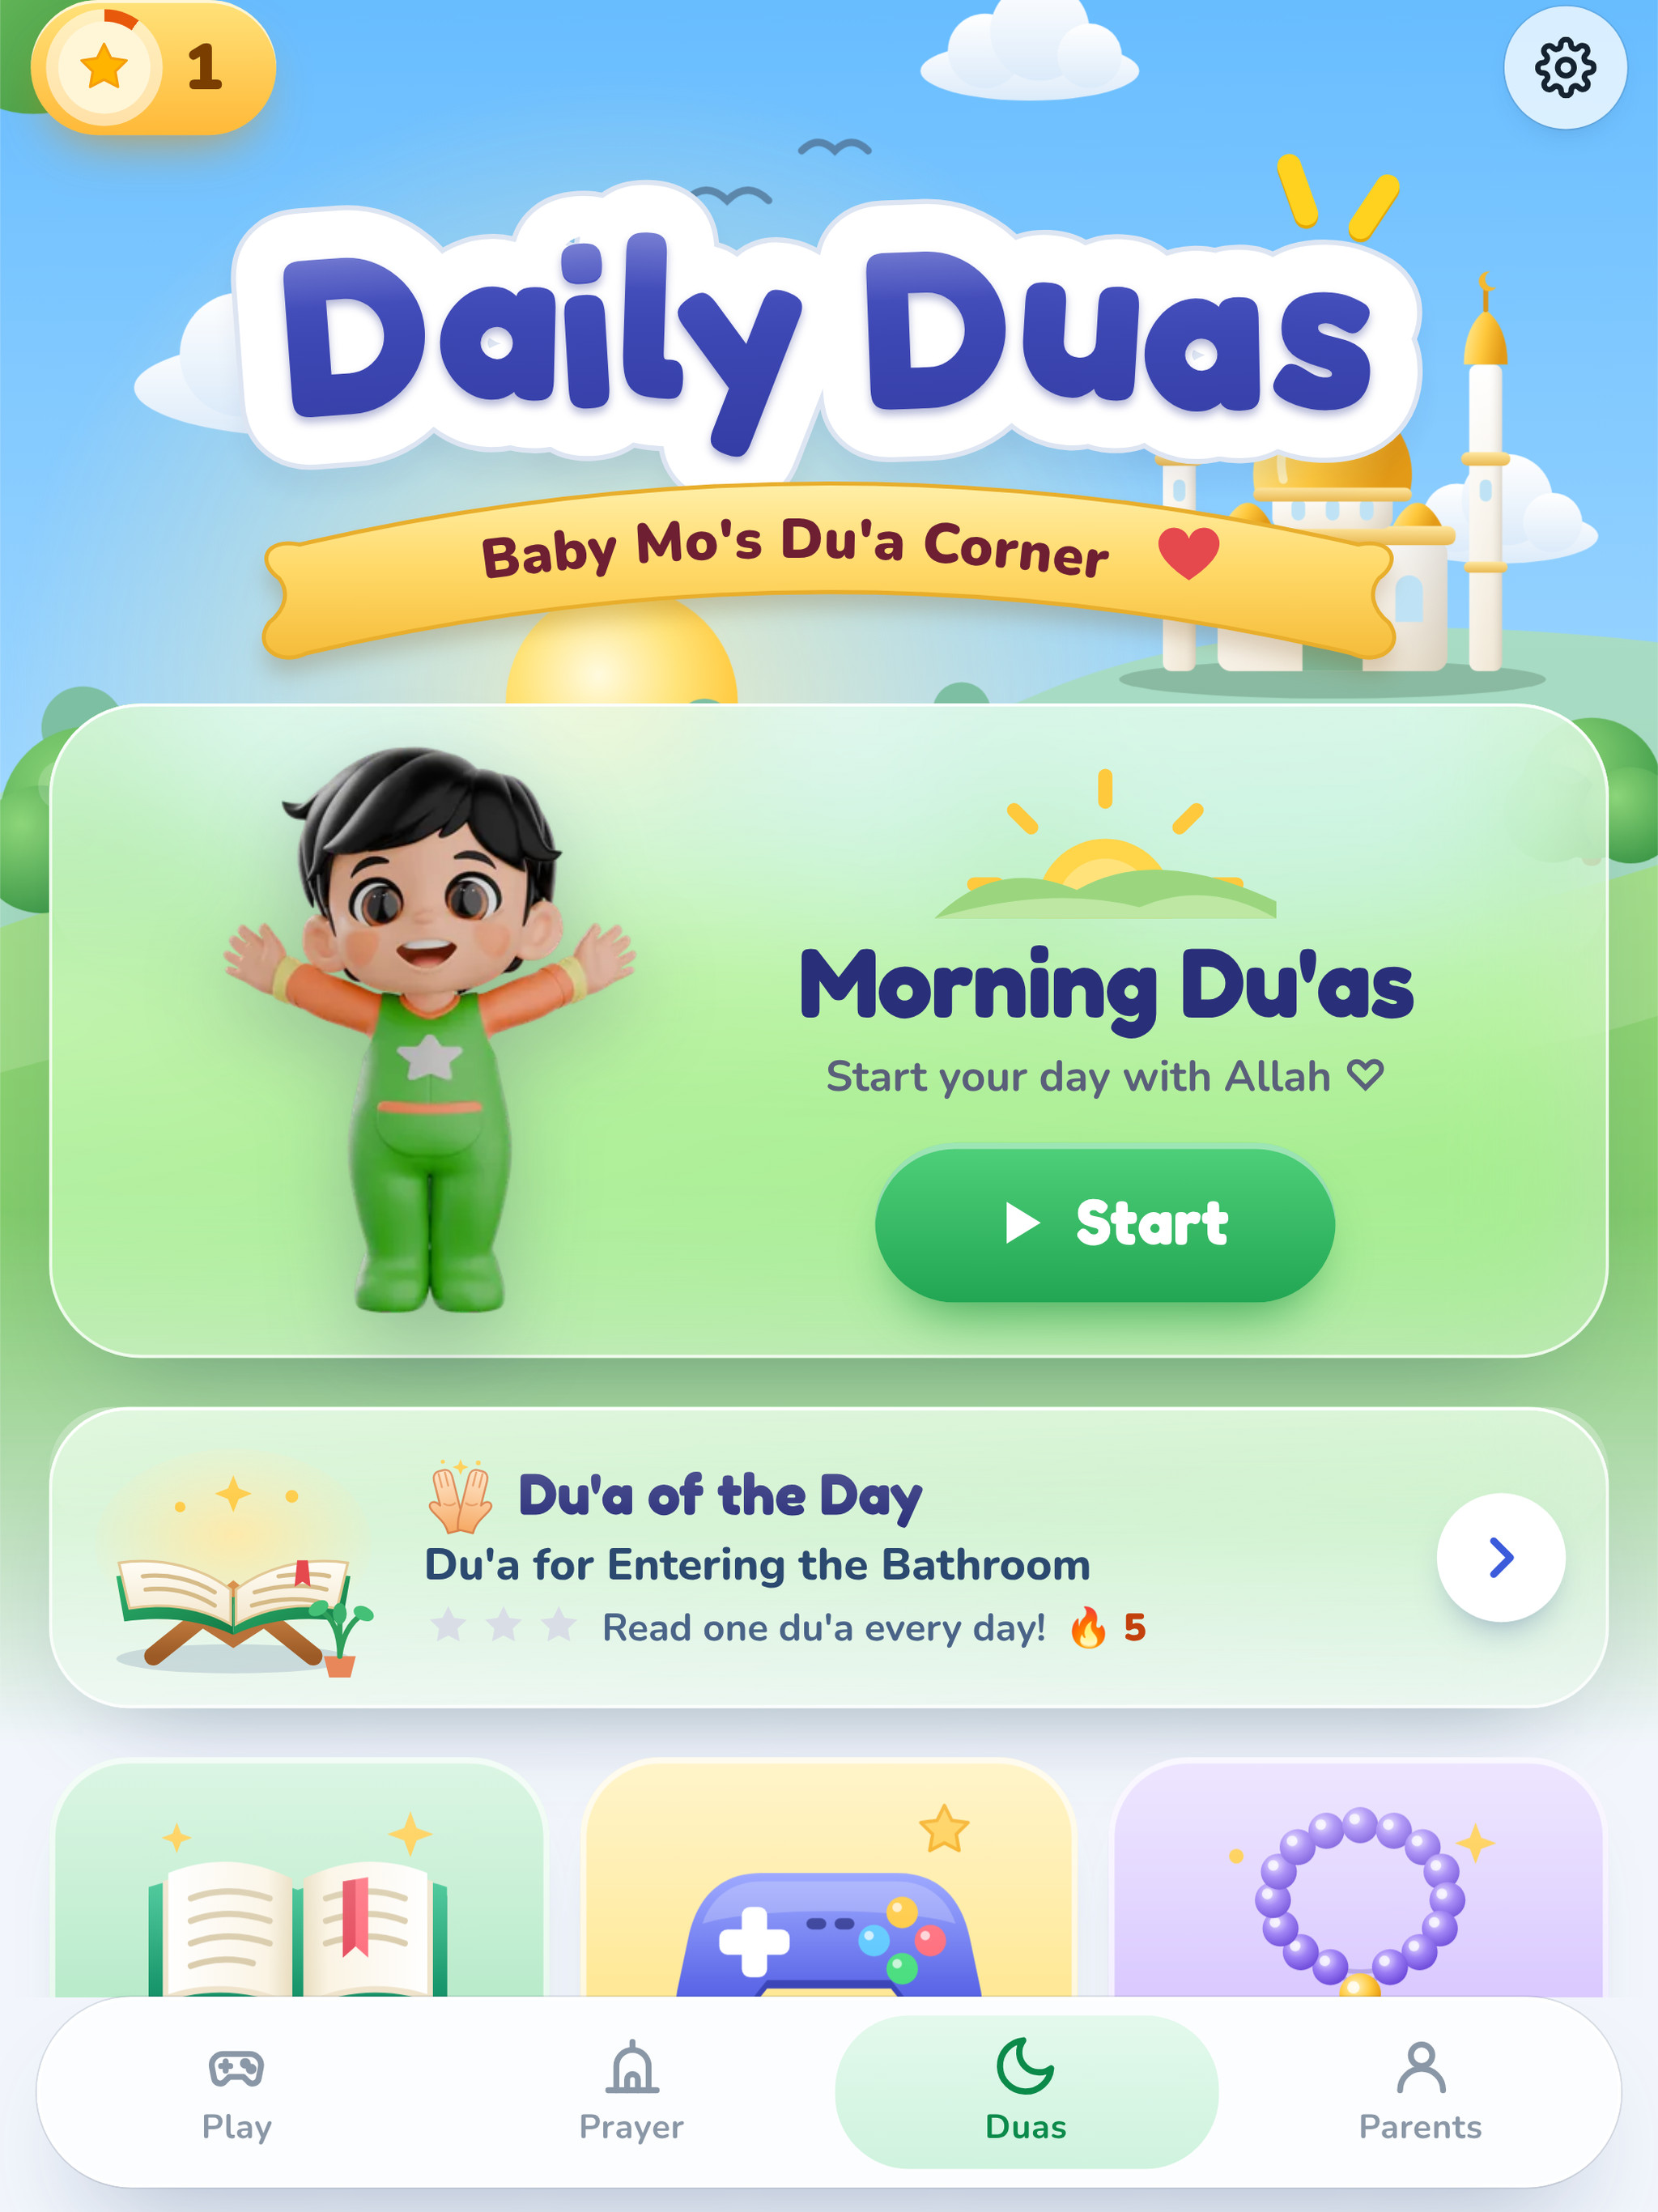 1
Daily Duas
Baby Mo's Du'a Corner
Morning Du'as
Start your day with Allah ♡
Start
Du'a of the Day
Du'a for Entering the Bathroom
Read one du'a every day! 🔥 5
Play
Prayer
Duas
Parents